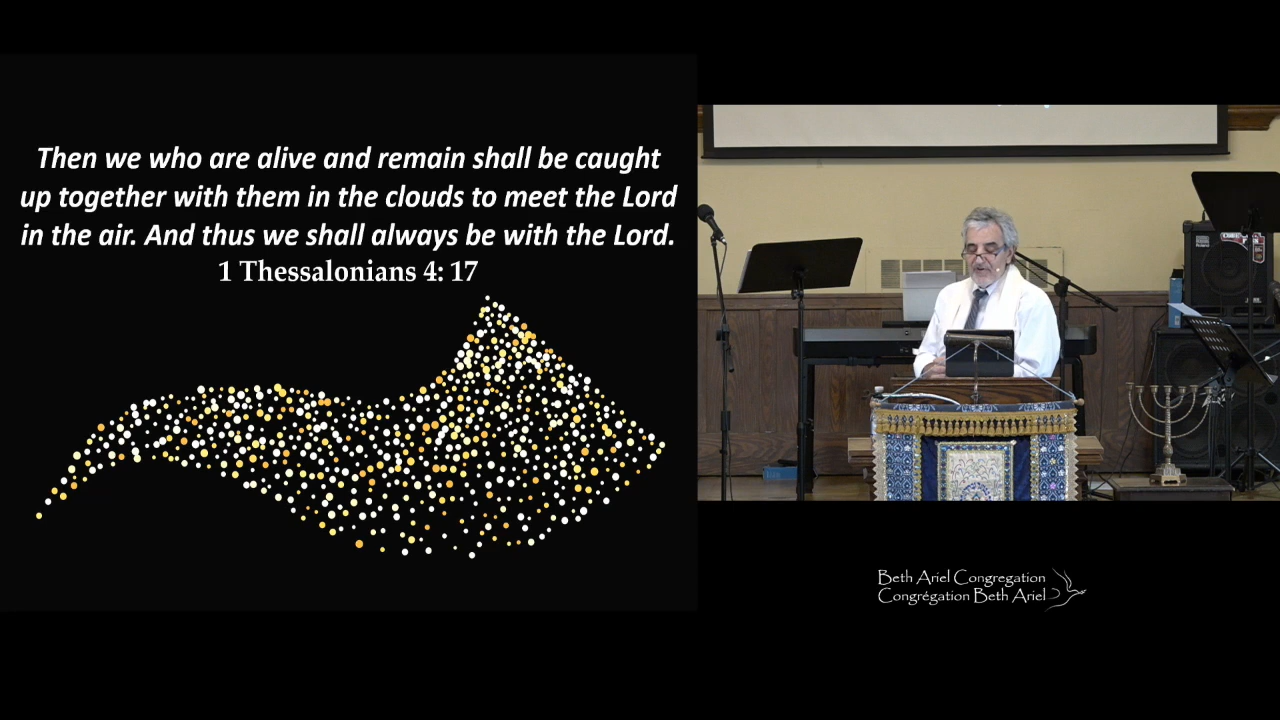 Then we who are alive and remain shall be caught
up together with them in the clouds to meet the Lord
in the air. And thus we shall always be with the Lord.
1 Thessalonians 4: 17
Beth Ariel Congregation
Congrégation Beth Ariel